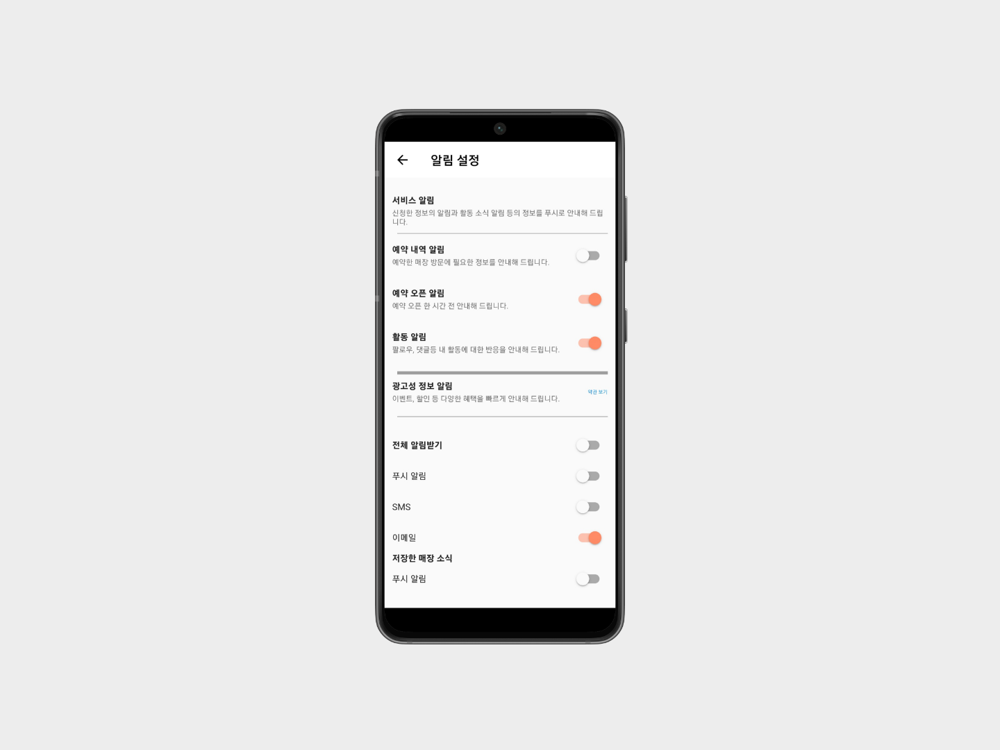 알림 설정
서비스 알림
신청한 정보의 알림과 활동 소식 알림 등의 정보를 푸시로 안내해 드립
니다.
예약 내역 알림
예약한 매장 방문에 필요한 정보를 안내해 드립니다.
예약 오픈 알림
예약 오픈 한 시간 전 안내해 드립니다.
활동 알림
팔로우, 댓글등 내 활동에 대한 반응을 안내해 드립니다.
광고성 정보 알림
약관 보기
이벤트, 할인 등 다양한 혜택을 빠르게 안내해 드립니다.
전체 알림받기
푸시 알림
SMS
이메일
저장한 매장 소식
푸시 알림